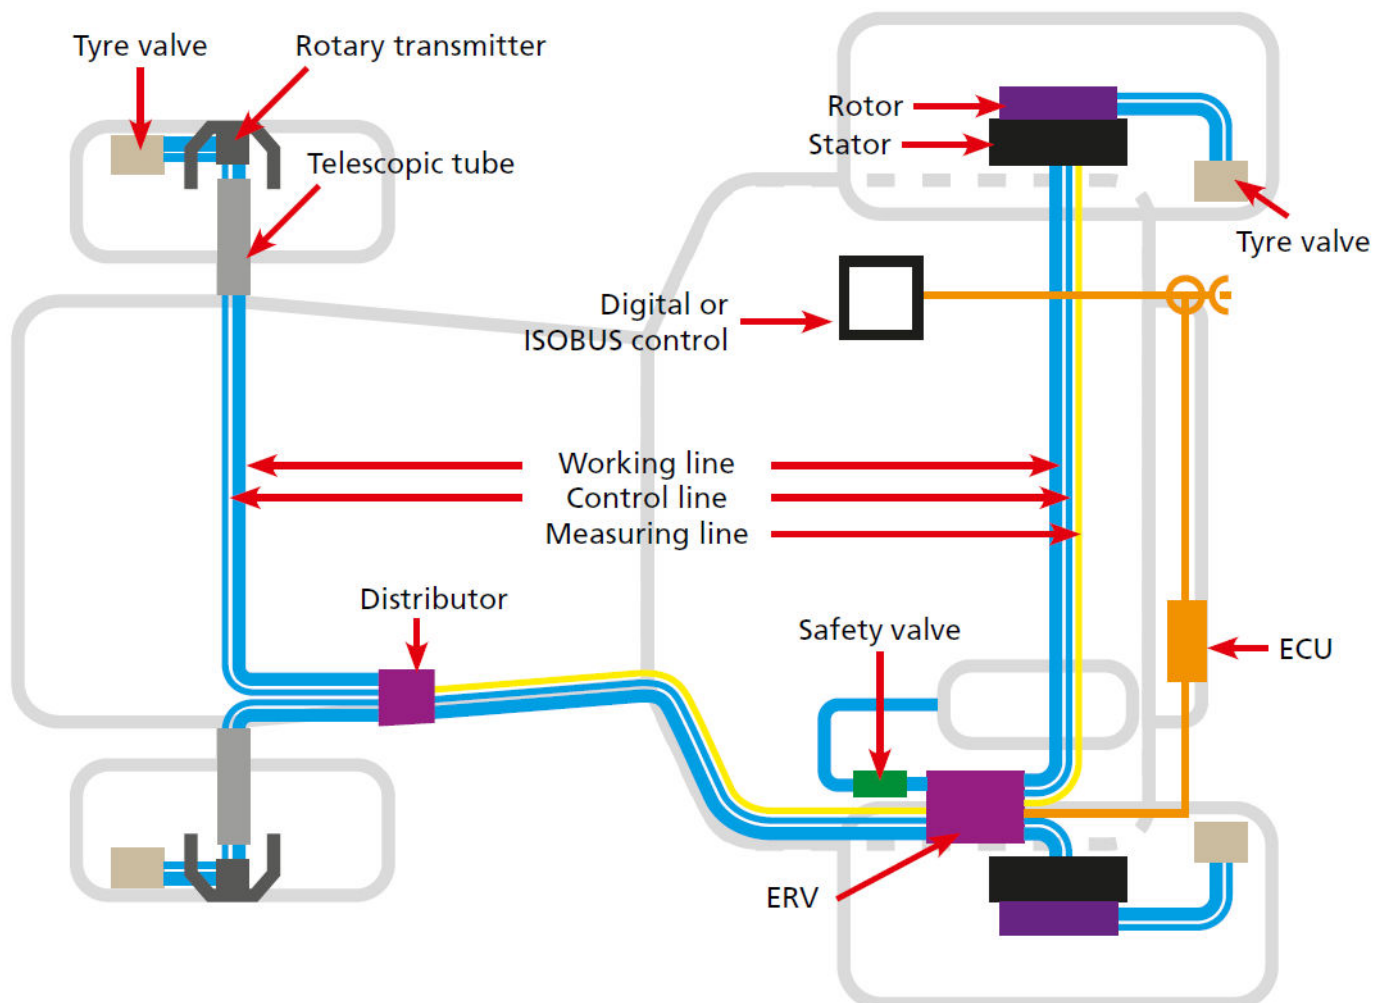 Tyre valve
Rotary transmitter
Rotor
Stator
Telescopic tube
Tyre valve
Digital or
ISOBUS control
Working line
Control line
Measuring line
Distributor
Safety valve
ECU
ERV